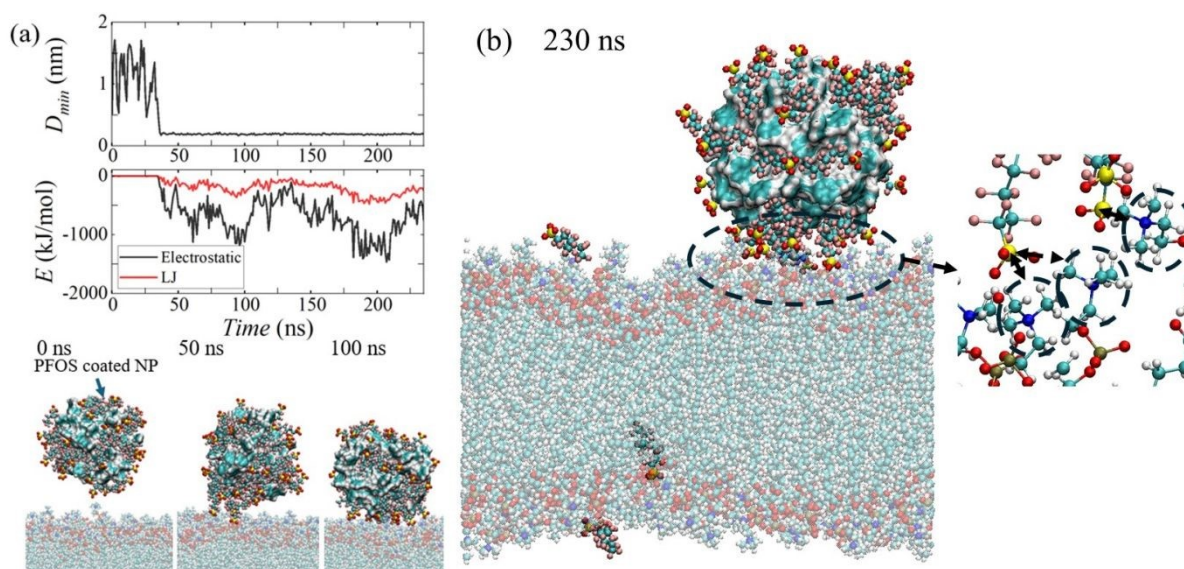 (a)
2
1
0
D_min (nm)
0 50 100 150 200
0
-1000
-2000
E (kJ/mol)
Electrostatic
LJ
0 50 100 150 200
Time (ns)
0 ns 50 ns 100 ns
PFOS coated NP
(b) 230 ns